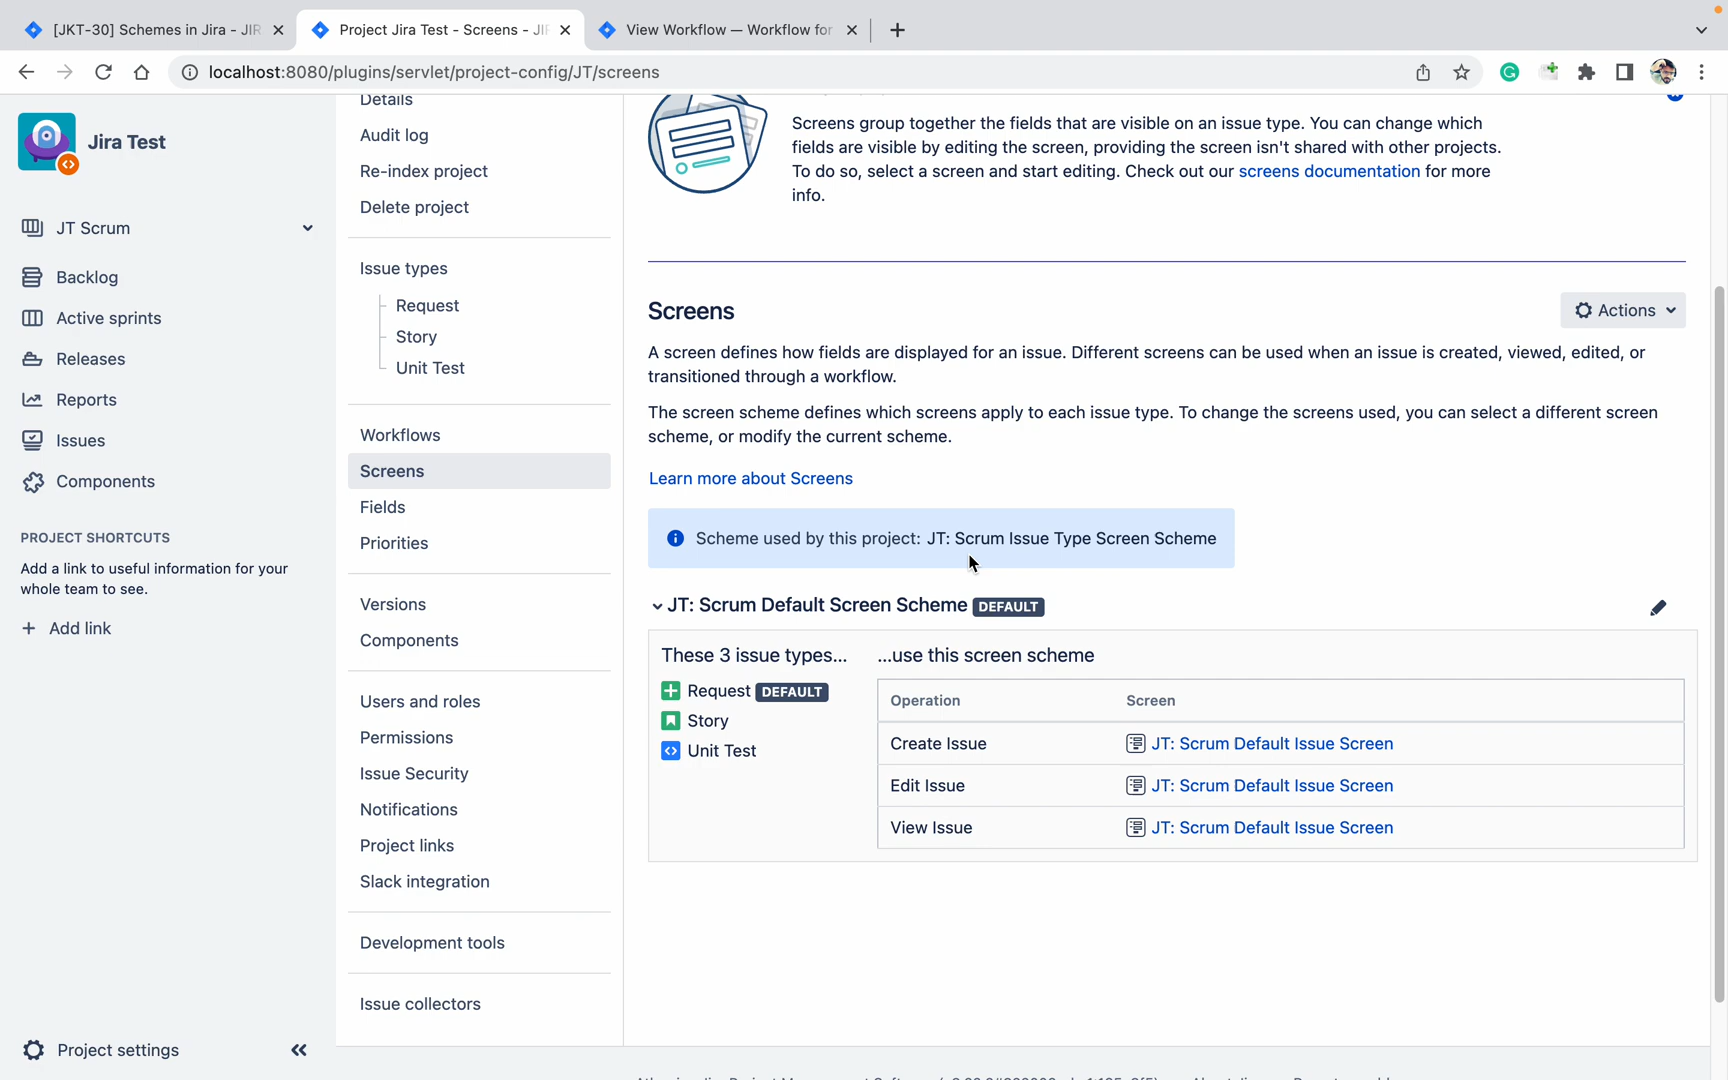 [JKT-30] Schemes in Jira - JIR
Project Jira Test - Screens - JIR
View Workflow — Workflow for
localhost:8080/plugins/servlet/project-config/JT/screens
Jira Test
JT Scrum
Backlog
Active sprints
Releases
Reports
Issues
Components
PROJECT SHORTCUTS
Add a link to useful information for your
whole team to see.
+ Add link
Project settings
Details
Audit log
Re-index project
Delete project
Issue types
Request
Story
Unit Test
Workflows
Screens
Fields
Priorities
Versions
Components
Users and roles
Permissions
Issue Security
Notifications
Project links
Slack integration
Development tools
Issue collectors
Screens group together the fields that are visible on an issue type. You can change which
fields are visible by editing the screen, providing the screen isn't shared with other projects.
To do so, select a screen and start editing. Check out our screens documentation for more
info.
Screens
Actions
A screen defines how fields are displayed for an issue. Different screens can be used when an issue is created, viewed, edited, or
transitioned through a workflow.
The screen scheme defines which screens apply to each issue type. To change the screens used, you can select a different screen
scheme, or modify the current scheme.
Learn more about Screens
Scheme used by this project: JT: Scrum Issue Type Screen Scheme
JT: Scrum Default Screen Scheme DEFAULT
These 3 issue types... ...use this screen scheme
Request DEFAULT
Story
Unit Test
Operation Screen
Create Issue JT: Scrum Default Issue Screen
Edit Issue JT: Scrum Default Issue Screen
View Issue JT: Scrum Default Issue Screen